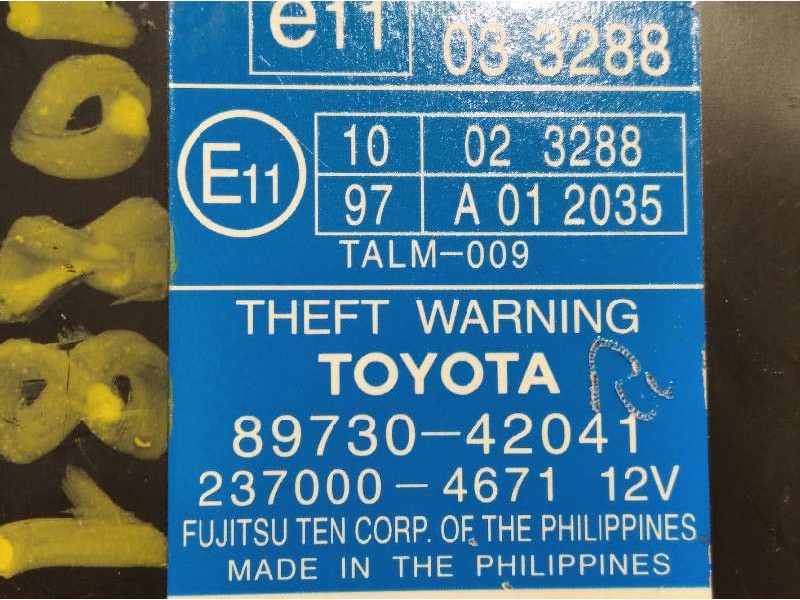 e11 03 3288
E11 10 02 3288
97 A 01 2035
TALM-009
THEFT WARNING
TOYOTA
89730-42041
237000-4671 12V
FUJITSU TEN CORP. OF THE PHILIPPINES
MADE IN THE PHILIPPINES